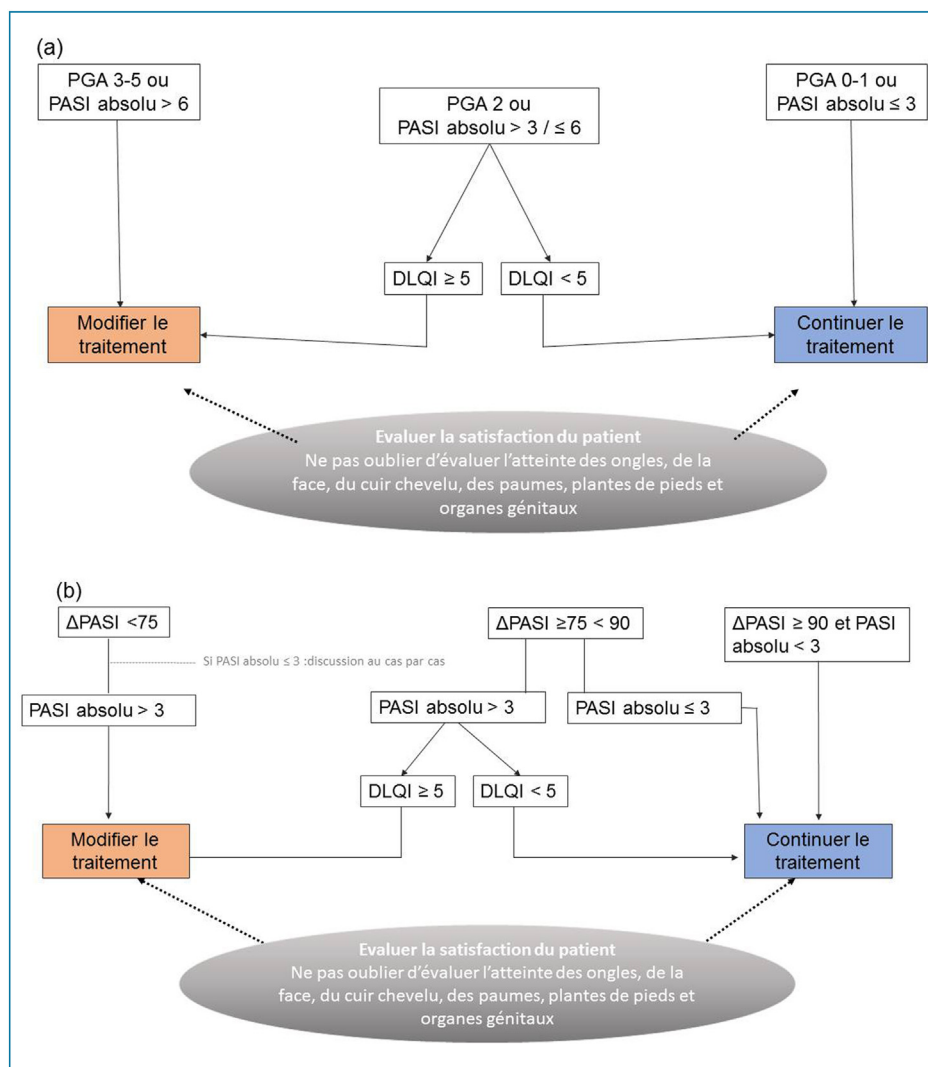 (a)
PGA 3-5 ou
PASI absolu > 6
PGA 2 ou
PASI absolu > 3 / ≤ 6
PGA 0-1 ou
PASI absolu ≤ 3
DLQI ≥ 5
DLQI < 5
Modifier le
traitement
Continuer le
traitement
Evaluer la satisfaction du patient
Ne pas oublier d'évaluer l'atteinte des ongles, de la
face, du cuir chevelu, des paumes, plantes de pieds et
organes génitaux
(b)
ΔPASI <75
ΔPASI ≥75 < 90
ΔPASI ≥ 90 et PASI
absolu < 3
Si PASI absolu ≤ 3 :discussion au cas par cas
PASI absolu > 3
PASI absolu > 3
PASI absolu ≤ 3
DLQI ≥ 5
DLQI < 5
Modifier le
traitement
Continuer le
traitement
Evaluer la satisfaction du patient
Ne pas oublier d'évaluer l'atteinte des ongles, de la
face, du cuir chevelu, des paumes, plantes de pieds et
organes génitaux